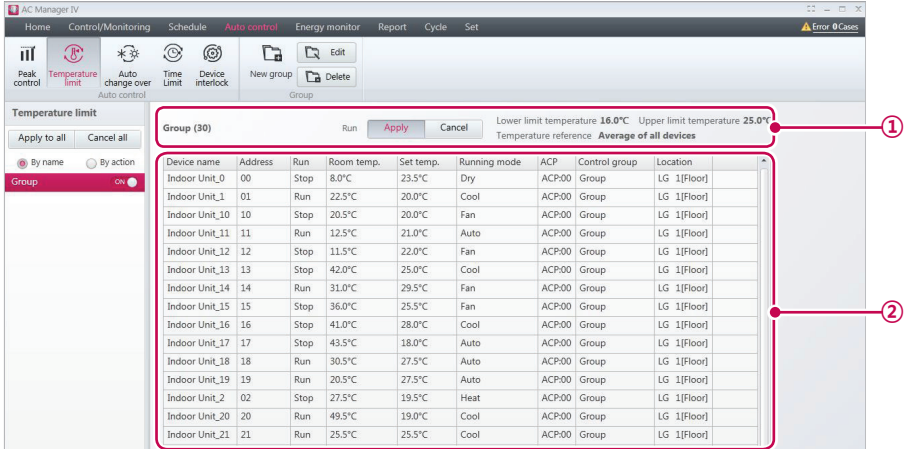 AC Manager IV
Home Control/Monitoring Schedule Auto control Energy monitor Report Cycle Set Error 0 Cases
Peak control Temperature limit Auto change over Time Limit Device interlock New group Edit Delete
Auto control Group
Temperature limit
Apply to all Cancel all
By name By action
Group ON
Group (30) Run Apply Cancel Lower limit temperature 16.0°C Upper limit temperature 25.0°C
Temperature reference Average of all devices
①
Device name Address Run Room temp. Set temp. Running mode ACP Control group Location
Indoor Unit_0 00 Stop 8.0°C 23.5°C Dry ACP:00 Group LG 1[Floor]
Indoor Unit_1 01 Run 22.5°C 20.0°C Cool ACP:00 Group LG 1[Floor]
Indoor Unit_10 10 Stop 20.5°C 20.0°C Fan ACP:00 Group LG 1[Floor]
Indoor Unit_11 11 Run 12.5°C 21.0°C Auto ACP:00 Group LG 1[Floor]
Indoor Unit_12 12 Stop 11.5°C 22.0°C Fan ACP:00 Group LG 1[Floor]
Indoor Unit_13 13 Stop 42.0°C 25.0°C Cool ACP:00 Group LG 1[Floor]
Indoor Unit_14 14 Run 31.0°C 29.5°C Fan ACP:00 Group LG 1[Floor]
Indoor Unit_15 15 Stop 36.0°C 25.5°C Fan ACP:00 Group LG 1[Floor]
②
Indoor Unit_16 16 Stop 41.0°C 28.0°C Cool ACP:00 Group LG 1[Floor]
Indoor Unit_17 17 Stop 43.5°C 18.0°C Auto ACP:00 Group LG 1[Floor]
Indoor Unit_18 18 Run 30.5°C 27.5°C Auto ACP:00 Group LG 1[Floor]
Indoor Unit_19 19 Run 20.5°C 27.5°C Auto ACP:00 Group LG 1[Floor]
Indoor Unit_2 02 Stop 27.5°C 19.5°C Heat ACP:00 Group LG 1[Floor]
Indoor Unit_20 20 Run 49.5°C 19.0°C Cool ACP:00 Group LG 1[Floor]
Indoor Unit_21 21 Run 25.5°C 25.5°C Cool ACP:00 Group LG 1[Floor]